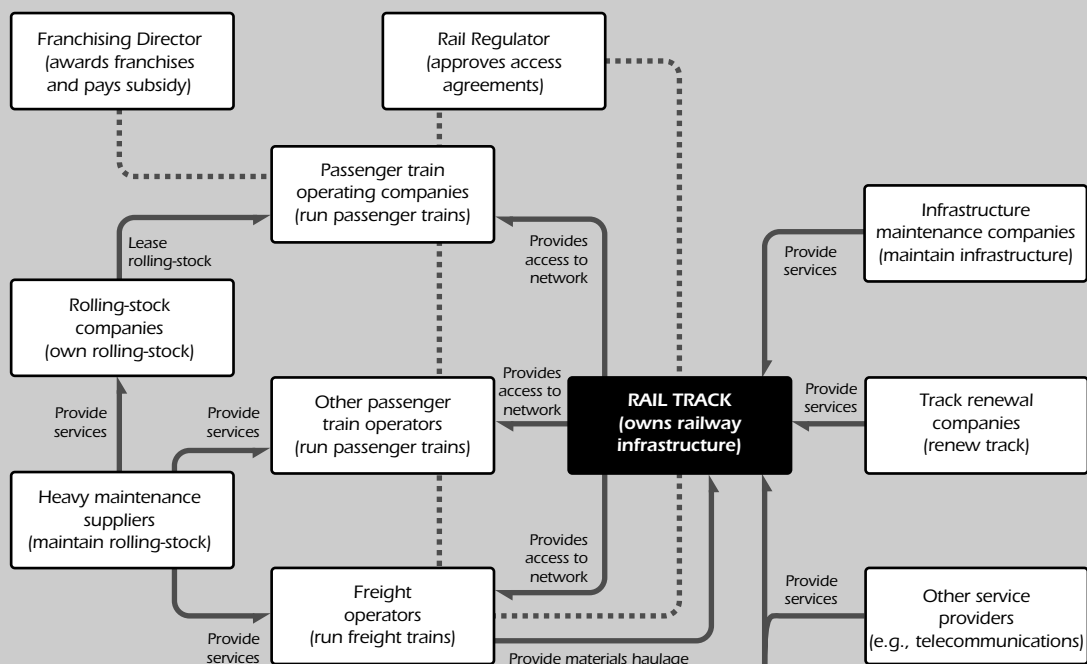 Franchising Director
(awards franchises
and pays subsidy)
Rail Regulator
(approves access
agreements)
Passenger train
operating companies
(run passenger trains)
Infrastructure
maintenance companies
(maintain infrastructure)
Lease
rolling-stock
Provides
access to
network
Provide
services
Rolling-stock
companies
(own rolling-stock)
Other passenger
train operators
(run passenger trains)
Provides
access to
network
RAIL TRACK
(owns railway
infrastructure)
Provide
services
Track renewal
companies
(renew track)
Provide
services
Provide
services
Heavy maintenance
suppliers
(maintain rolling-stock)
Provides
access to
network
Freight
operators
(run freight trains)
Provide
services
Other service
providers
(e.g., telecommunications)
Provide
services
Provide materials haulage